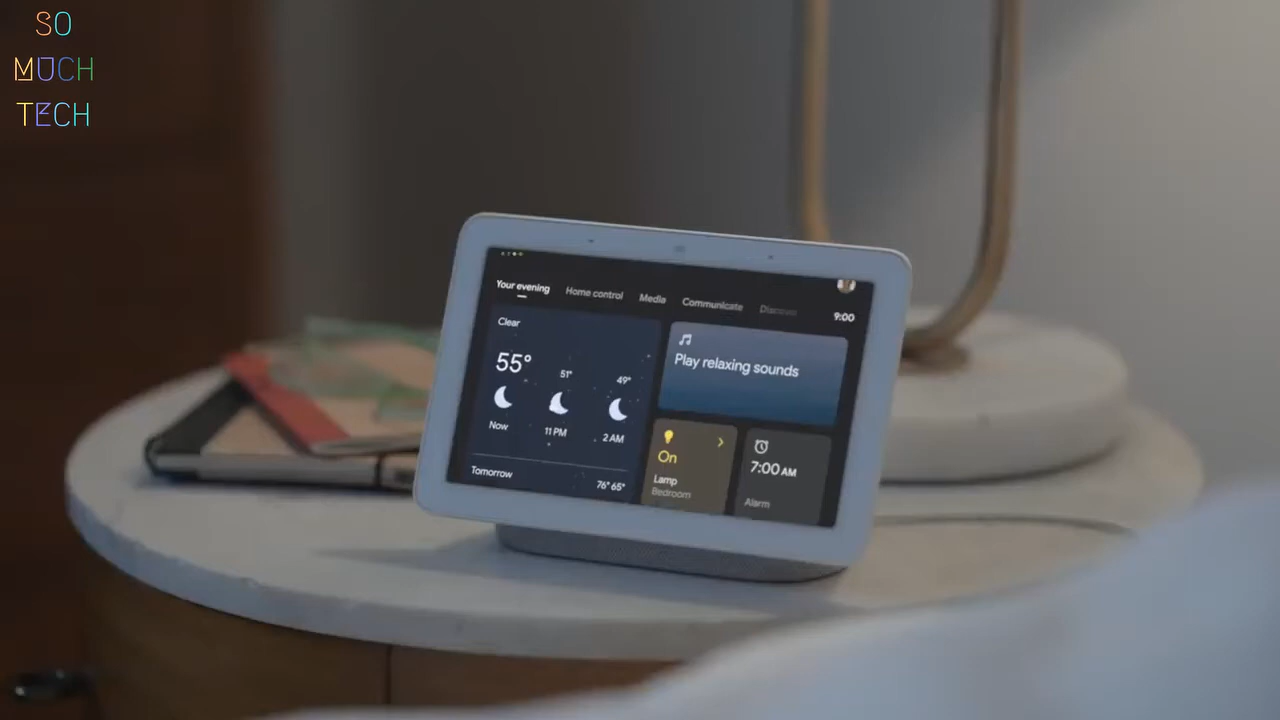 SO
MUCH
TECH
Your evening
Home control
Media
Communicate
Discover
9:00
Clear
55°
51°
49°
Now
11 PM
2 AM
Tomorrow
76° 65°
Play relaxing sounds
On
Lamp
Bedroom
7:00 AM
Alarm